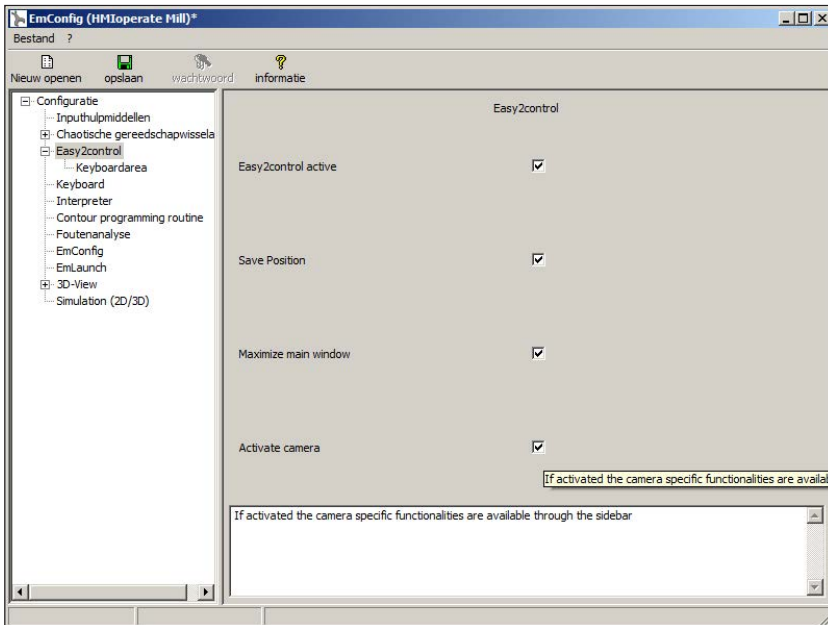 EmConfig (HMIoperate Mill)*
Bestand ?
Nieuw openen opslaan wachtwoord informatie
Configuratie
Inputhulpmiddellen
Chaotische gereedschapwissela
Easy2control
Keyboardarea
Keyboard
Interpreter
Contour programming routine
Foutenanalyse
EmConfig
EmLaunch
3D-View
Simulation (2D/3D)
Easy2control
Easy2control active
Save Position
Maximize main window
Activate camera
If activated the camera specific functionalities are availab
If activated the camera specific functionalities are available through the sidebar